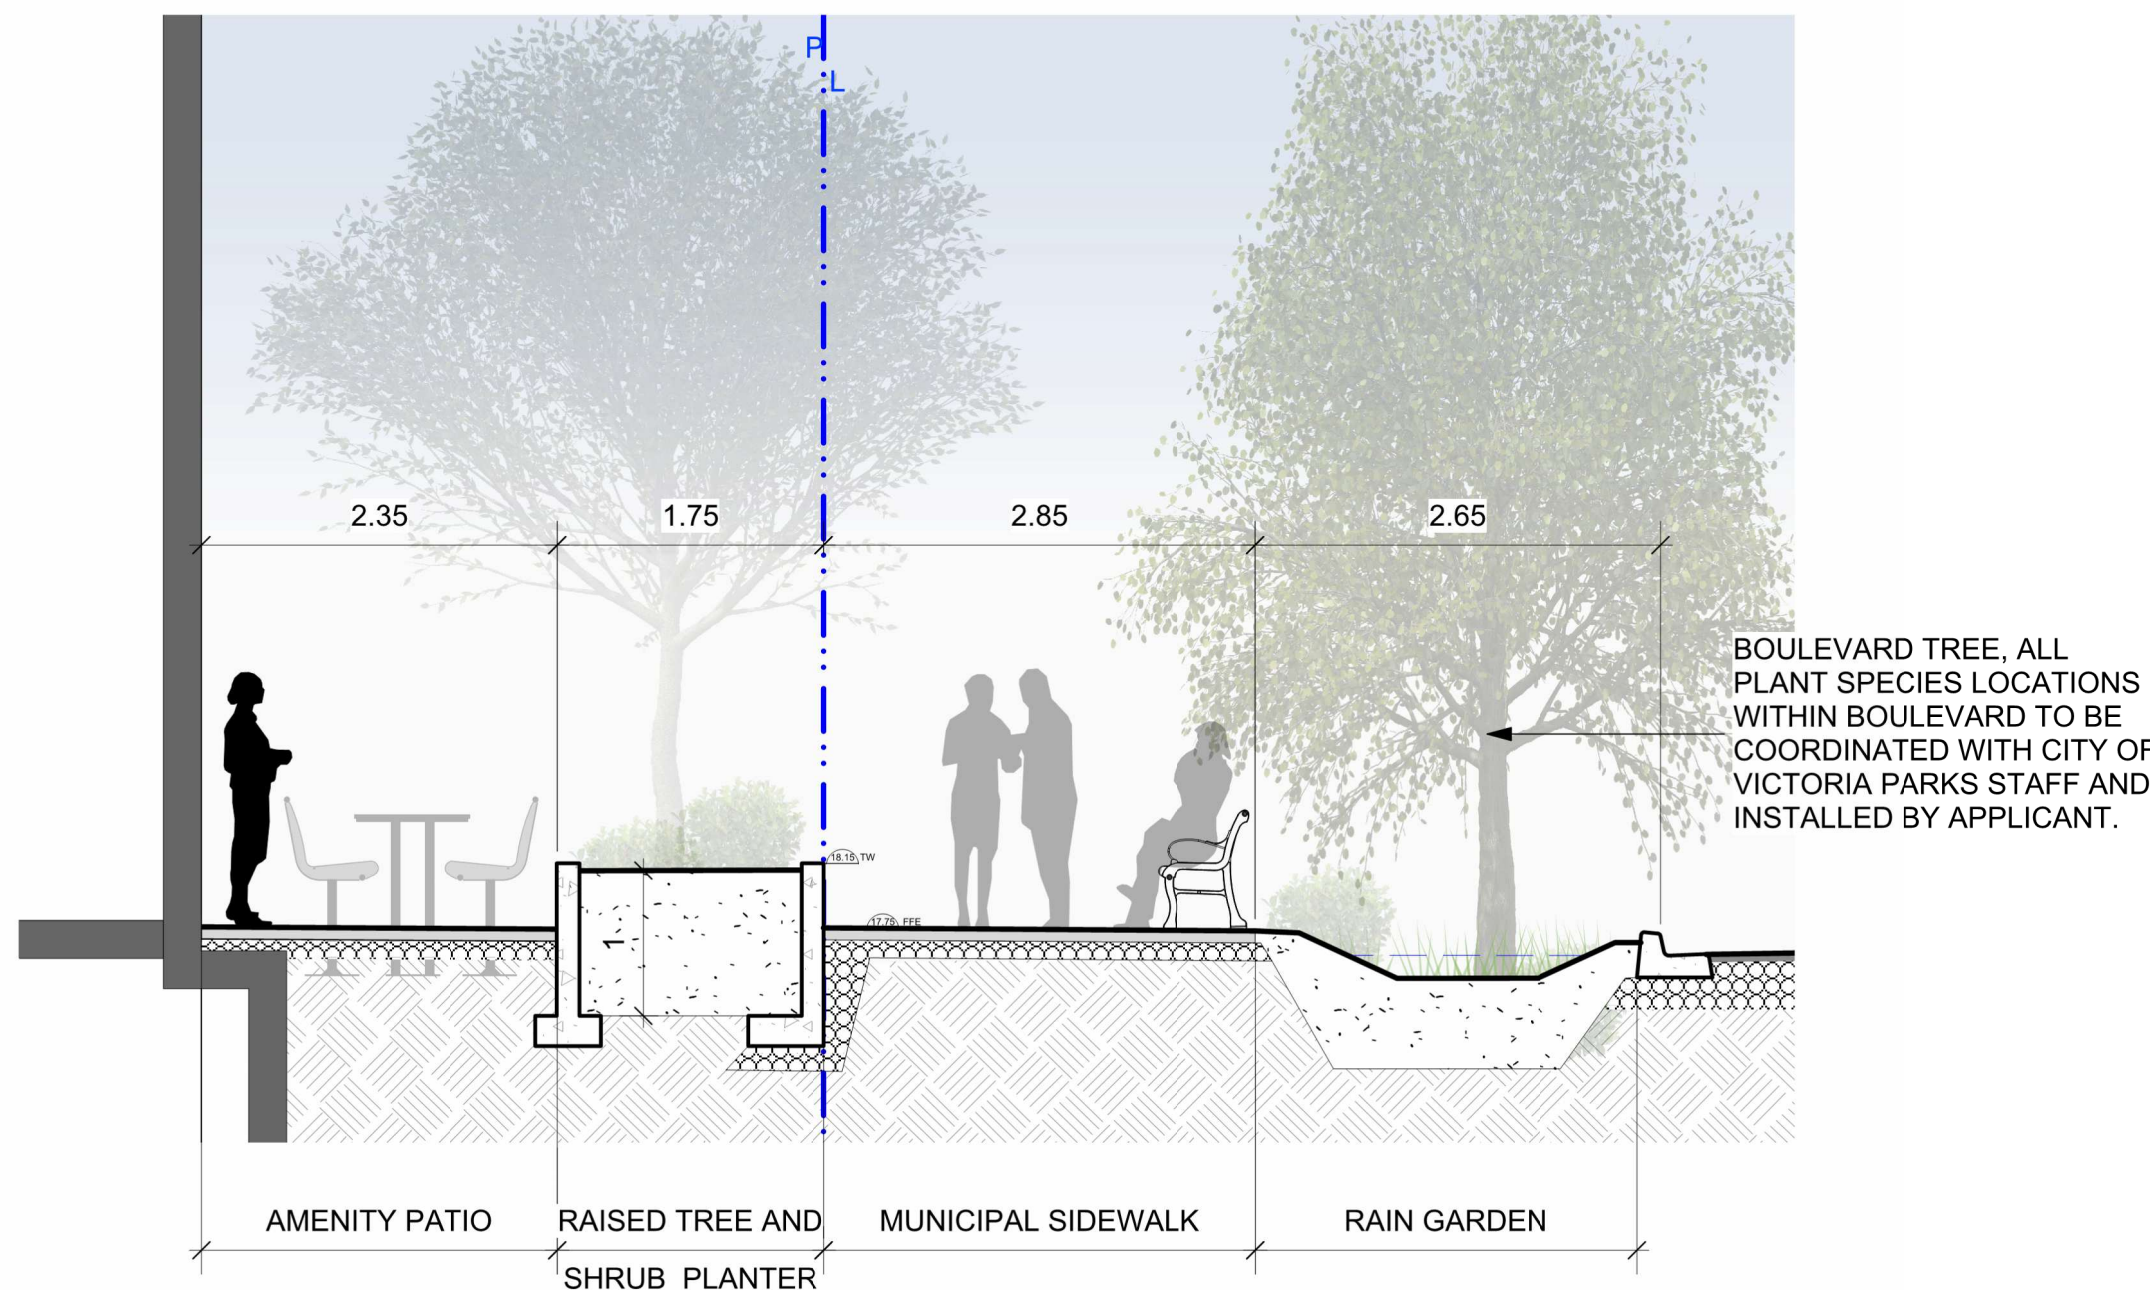 P
L
2.35
1.75
2.85
2.65
BOULEVARD TREE, ALL
PLANT SPECIES LOCATIONS
WITHIN BOULEVARD TO BE
COORDINATED WITH CITY OF
VICTORIA PARKS STAFF AND
INSTALLED BY APPLICANT.
18.15 TW
17.75 FFE
1
AMENITY PATIO
RAISED TREE AND
SHRUB PLANTER
MUNICIPAL SIDEWALK
RAIN GARDEN